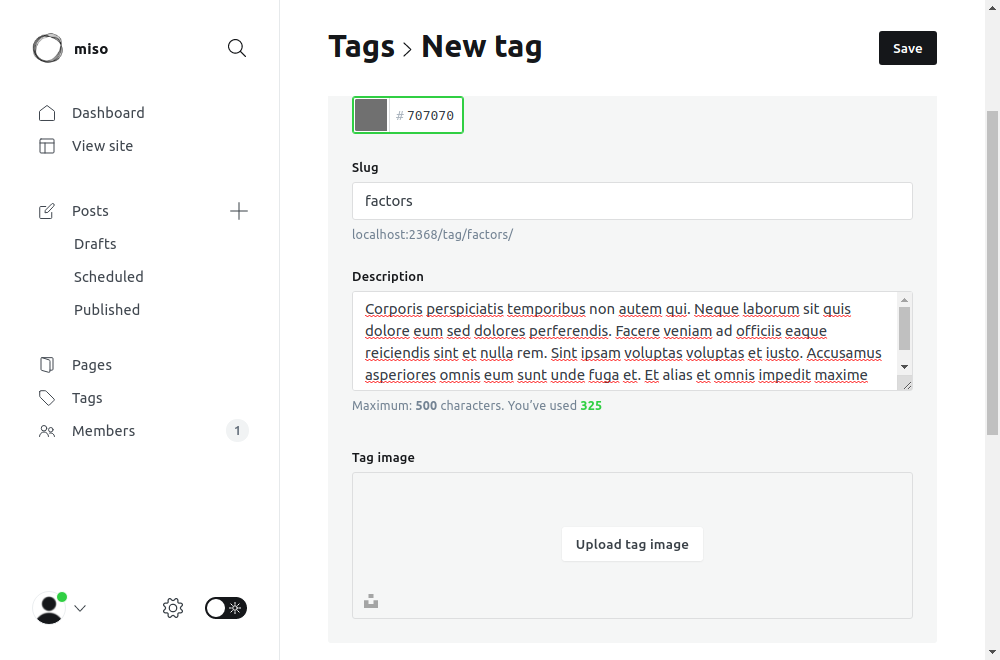 miso
Tags > New tag
Save
Dashboard
View site
Posts
Drafts
Scheduled
Published
Pages
Tags
Members
1
# 707070
Slug
factors
localhost:2368/tag/factors/
Description
Corporis perspiciatis temporibus non autem qui. Neque laborum sit quis
dolore eum sed dolores perferendis. Facere veniam ad officiis eaque
reiciendis sint et nulla rem. Sint ipsam voluptas voluptas et iusto. Accusamus
asperiores omnis eum sunt unde fuga et. Et alias et omnis impedit maxime
Maximum: 500 characters. You’ve used 325
Tag image
Upload tag image